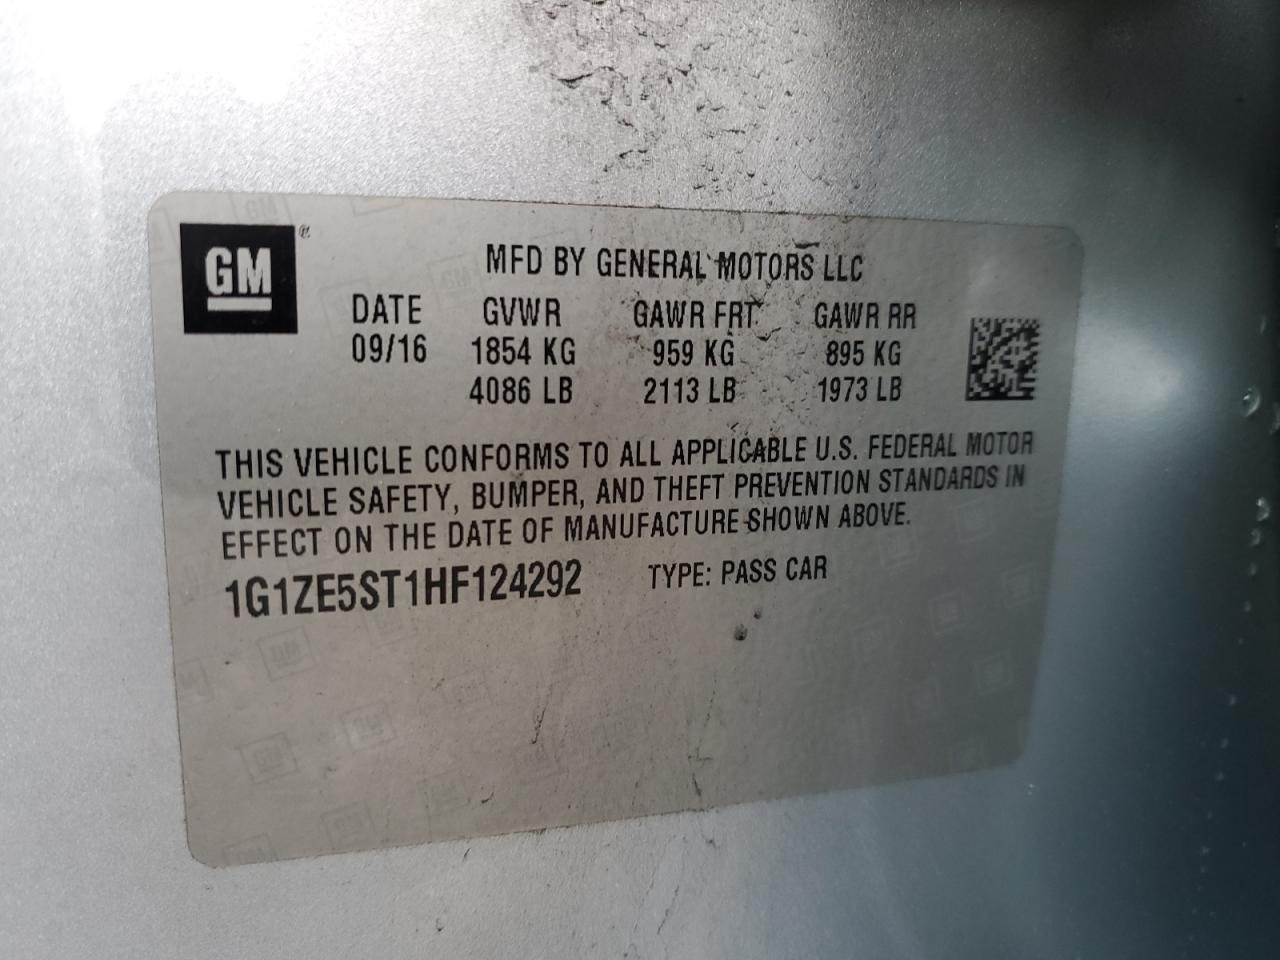 GM®
MFD BY GENERAL MOTORS LLC
DATE GVWR GAWR FRT GAWR RR
09/16 1854 KG 959 KG 895 KG
4086 LB 2113 LB 1973 LB
THIS VEHICLE CONFORMS TO ALL APPLICABLE U.S. FEDERAL MOTOR
VEHICLE SAFETY, BUMPER, AND THEFT PREVENTION STANDARDS IN
EFFECT ON THE DATE OF MANUFACTURE SHOWN ABOVE.
1G1ZE5ST1HF124292 TYPE: PASS CAR